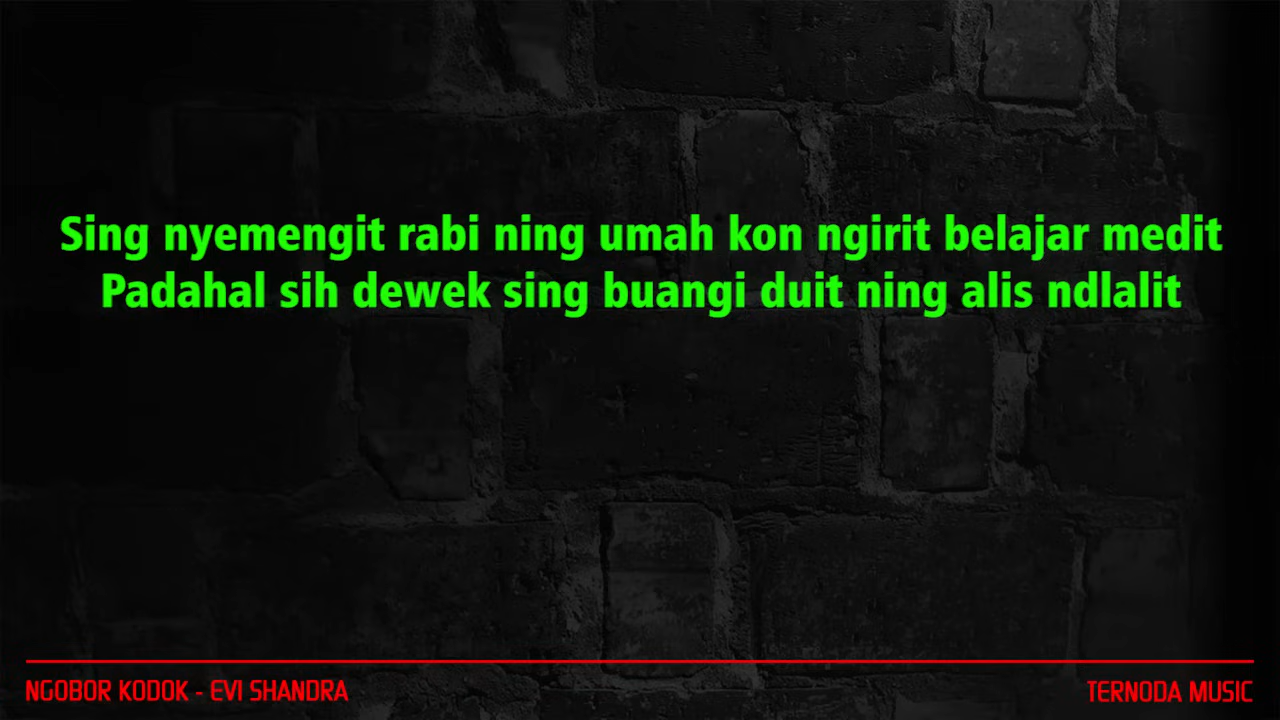 Sing nyemengit rabi ning umah kon ngirit belajar medit
Padahal sih dewek sing buangi duit ning alis ndlalit
NGOBOR KODOK - EVI SHANDRA
TERNODA MUSIC